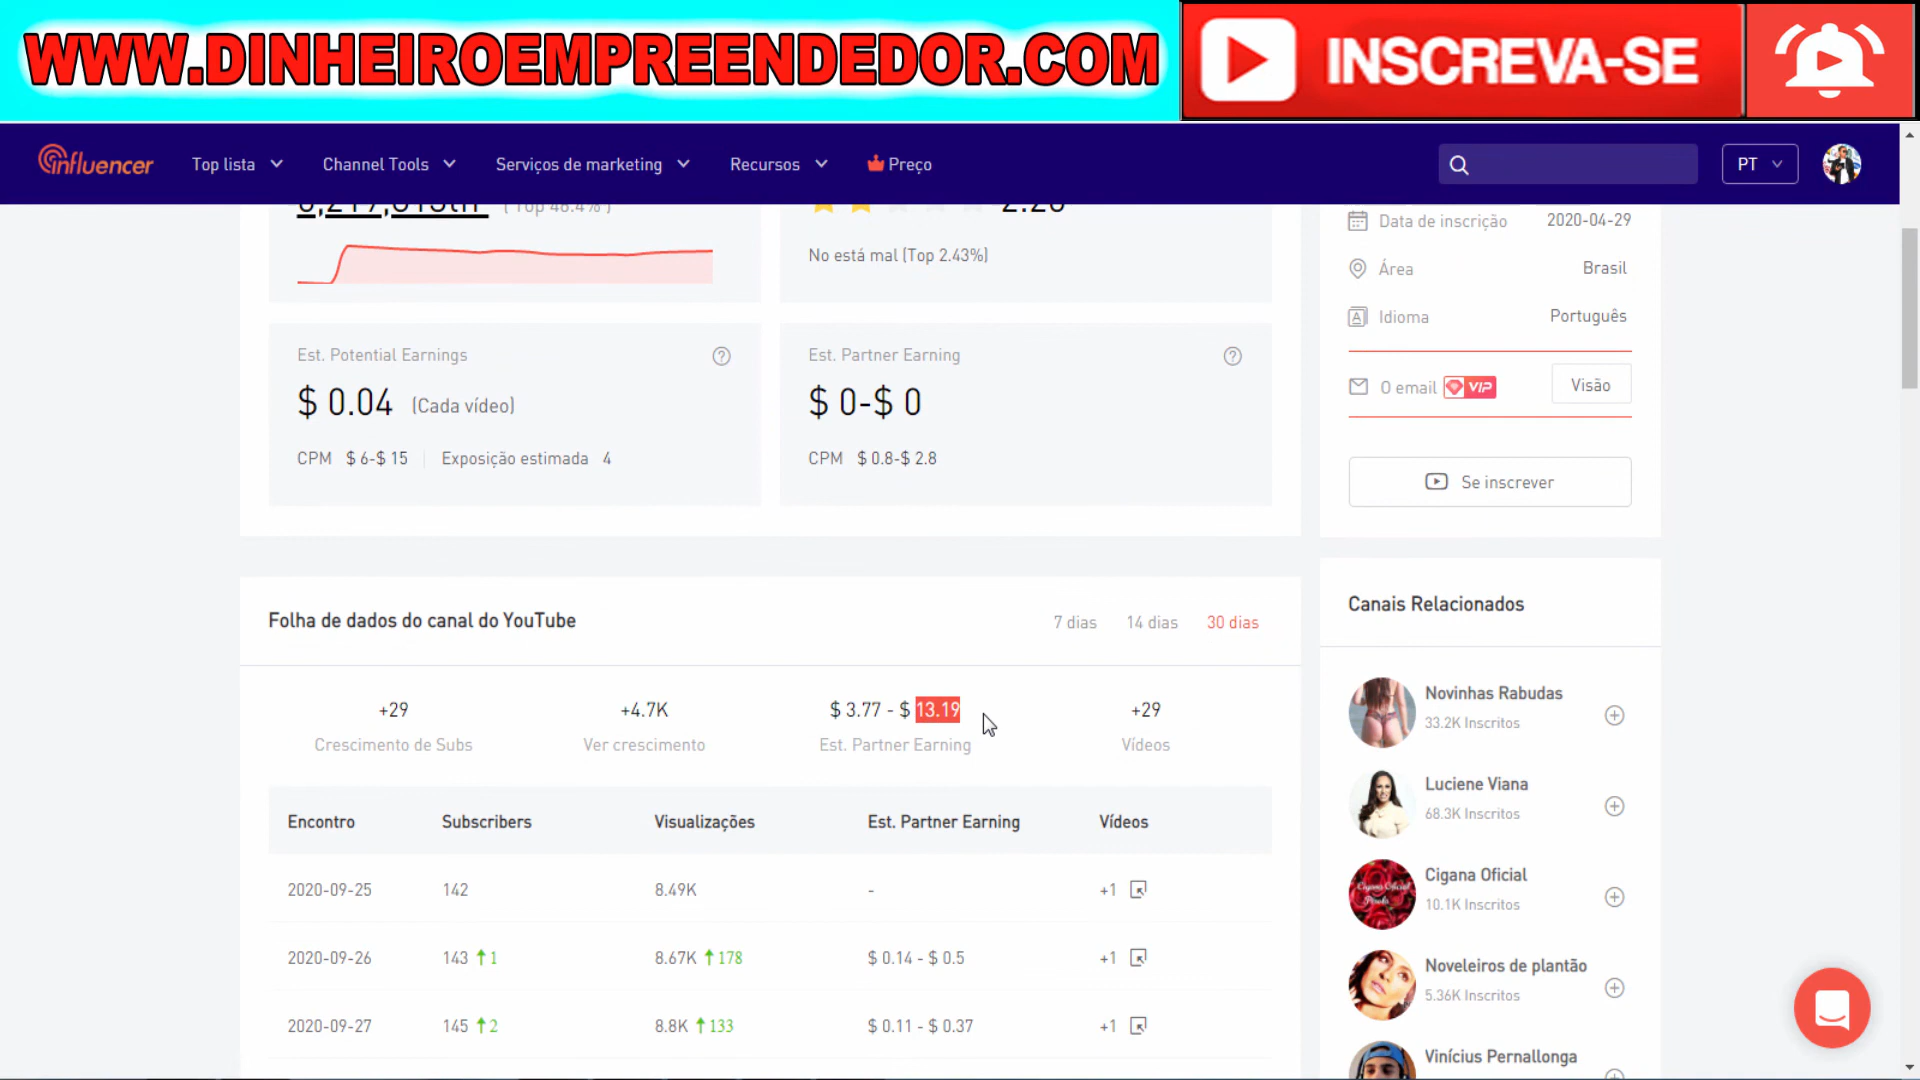 WWW.DINHEIROEMPREENDEDOR.COM
INSCREVA-SE
influencer
Top lista
Channel Tools
Serviços de marketing
Recursos
Preço
PT
(Top 48.4%)
No está mal (Top 2.43%)
Data de inscrição 2020-04-29
Área Brasil
Idioma Português
O email VIP Visão
Se inscrever
Est. Potential Earnings
$ 0.04 (Cada vídeo)
CPM $ 6-$ 15 Exposição estimada 4
Est. Partner Earning
$ 0-$ 0
CPM $ 0.8-$ 2.8
Folha de dados do canal do YouTube
7 dias 14 dias 30 dias
+29 +4.7K $ 3.77 - $ 13.19 +29
Crescimento de Subs Ver crescimento Est. Partner Earning Vídeos
Encontro Subscribers Visualizações Est. Partner Earning Vídeos
2020-09-25 142 8.49K - +1
2020-09-26 143 1 8.67K 178 $ 0.14 - $ 0.5 +1
2020-09-27 145 2 8.8K 133 $ 0.11 - $ 0.37 +1
Canais Relacionados
Novinhas Rabudas
33.2K Inscritos
Luciene Viana
68.3K Inscritos
Cigana Oficial
10.1K Inscritos
Noveleiros de plantão
5.36K Inscritos
Vinícius Pernallonga